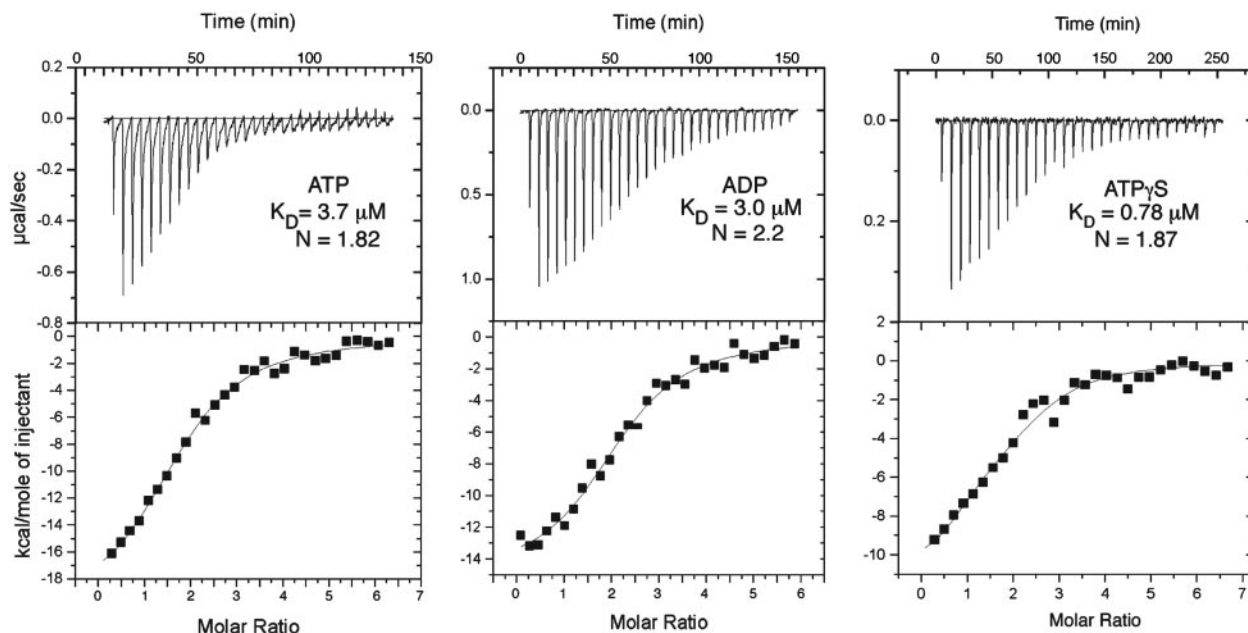 Time (min)
0 50 100 150
0.2
0.0
-0.2
-0.4
-0.6
-0.8
µcal/sec
ATP
K_D= 3.7 µM
N = 1.82
0
-2
-4
-6
-8
-10
-12
-14
-16
-18
kcal/mole of injectant
0 1 2 3 4 5 6 7
Molar Ratio
Time (min)
0 50 100 150
0.0
0.5
1.0
ADP
K_D= 3.0 µM
N = 2.2
0
-2
-4
-6
-8
-10
-12
-14
0 1 2 3 4 5 6
Molar Ratio
Time (min)
0 50 100 150 200 250
0.0
0.2
ATPγS
K_D = 0.78 µM
N = 1.87
2
0
-2
-4
-6
-8
-10
0 1 2 3 4 5 6 7
Molar Ratio